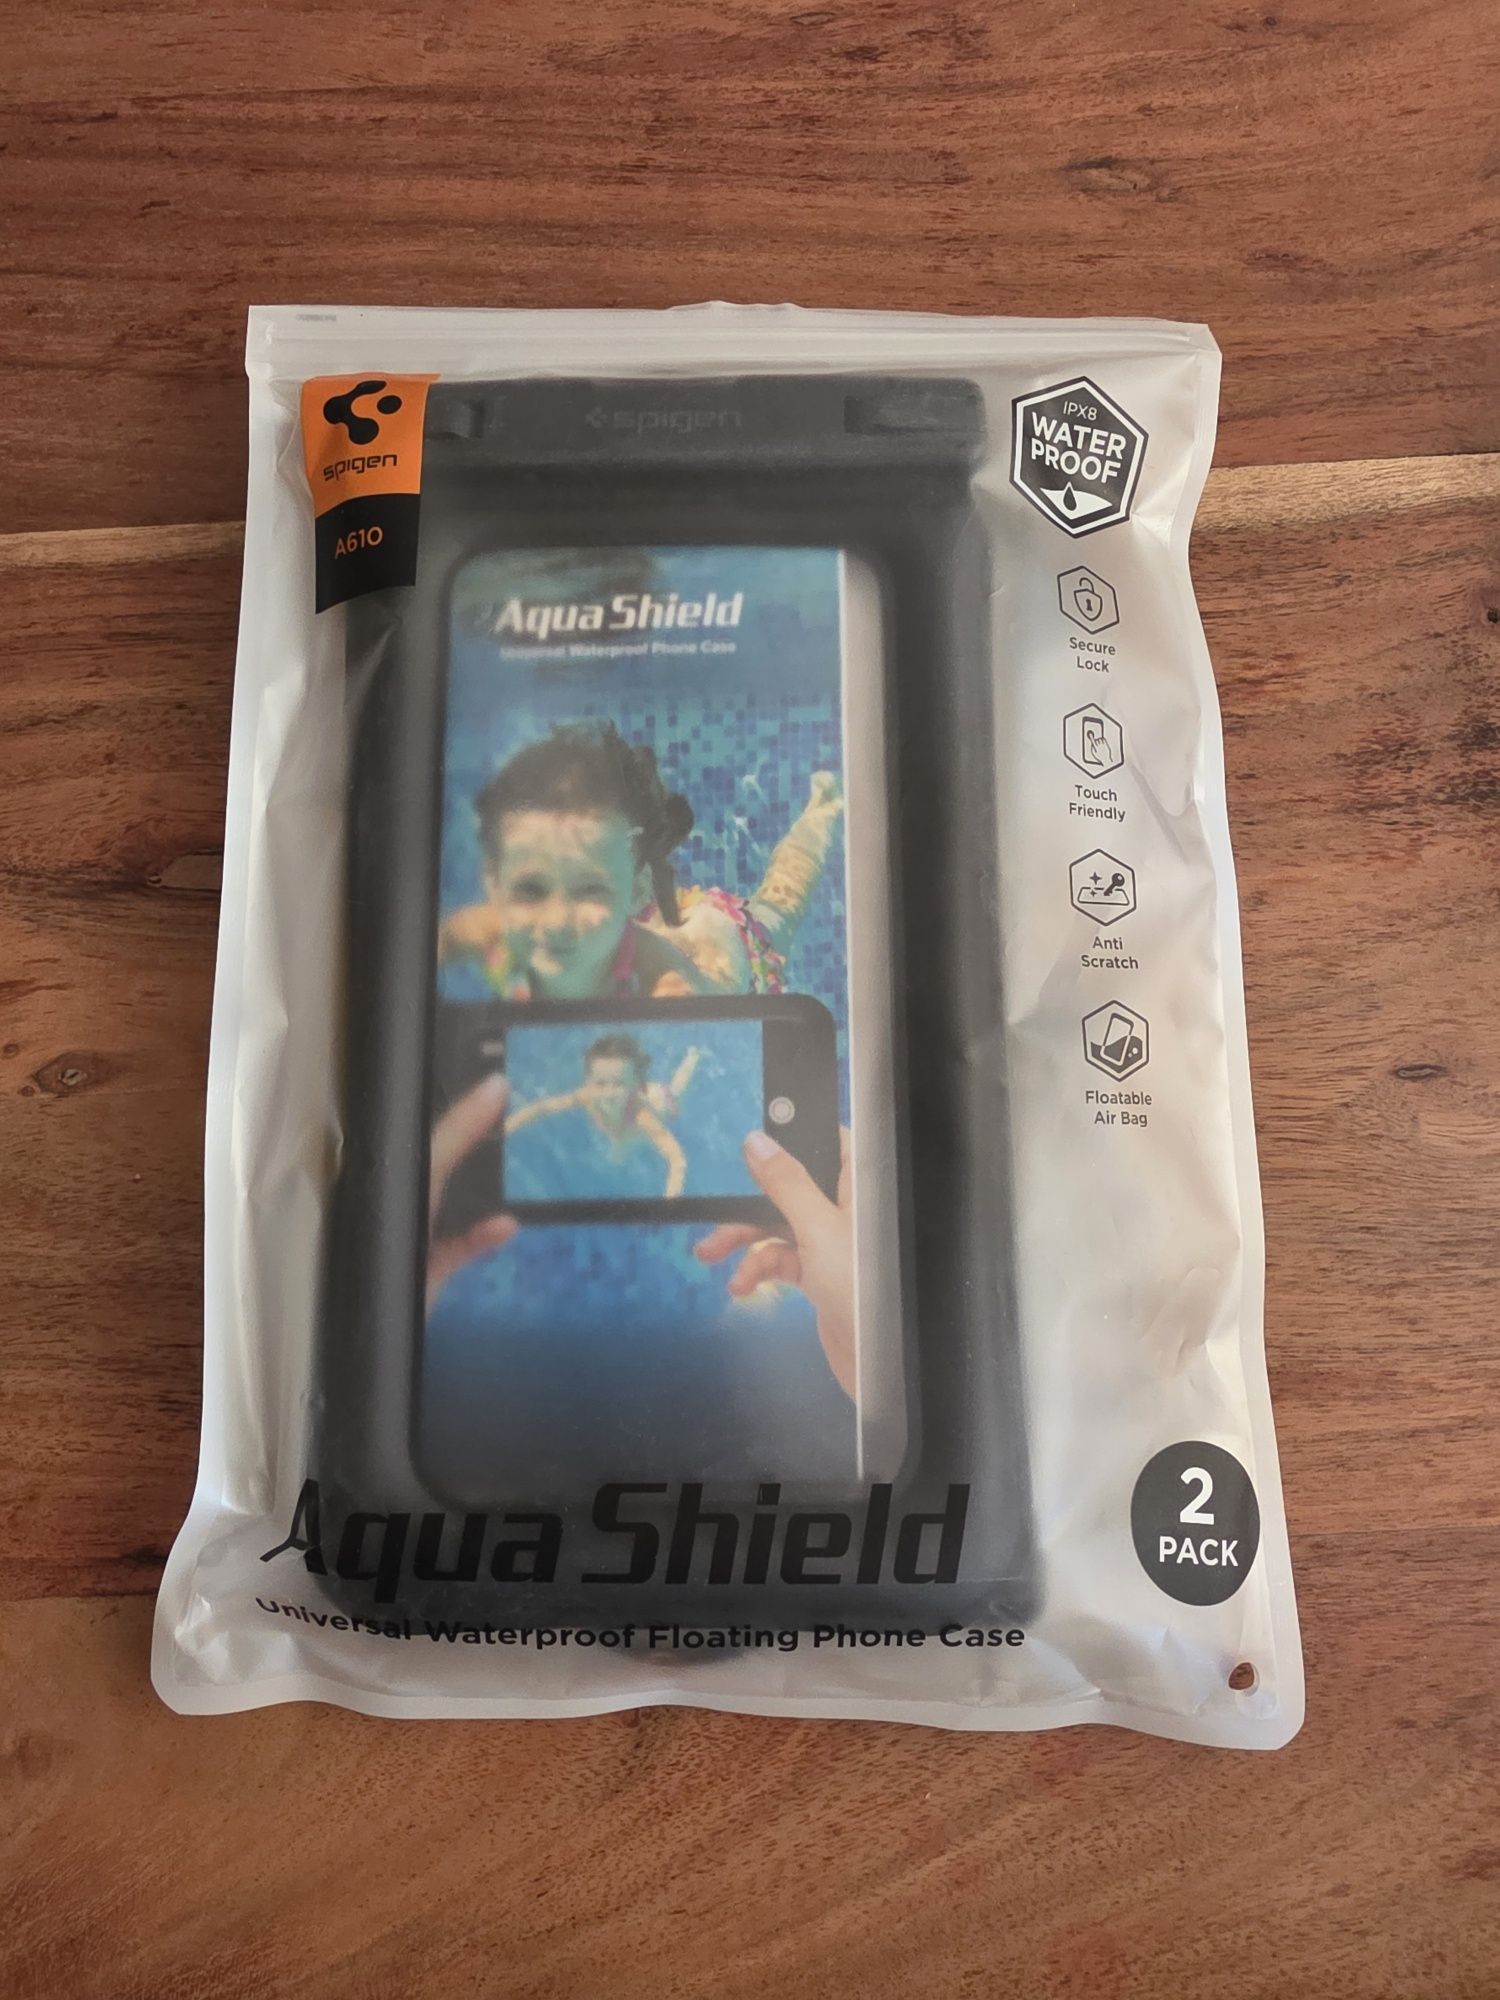 spigen
A610
spigen
IPX8
WATER
PROOF
Aqua Shield
Universal Waterproof Phone Case
Secure
Lock
Touch
Friendly
Anti
Scratch
Floatable
Air Bag
2
PACK
Aqua Shield
Universal Waterproof Floating Phone Case